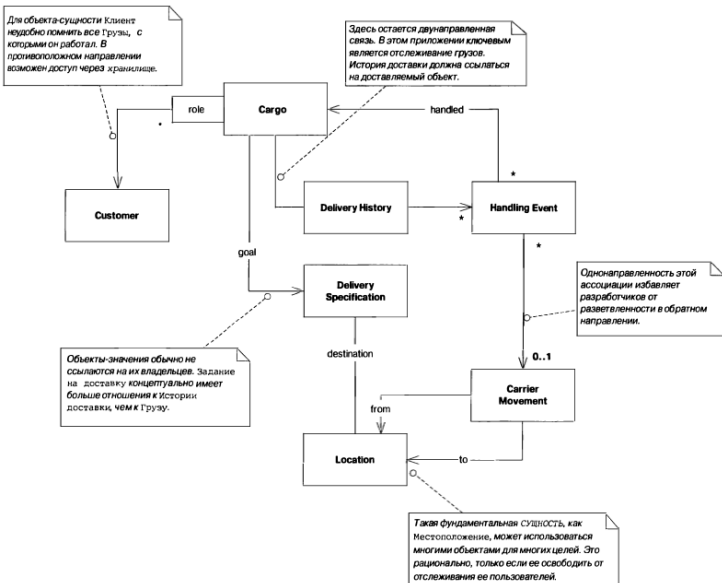 Для объекта-сущности Клиент
неудобно помнить все Грузы, с
которыми он работал. В
противоположном направлении
возможен доступ через хранилище.
Здесь остается двунаправленная
связь. В этом приложении ключевым
является отслеживание грузов.
История доставки должна ссылаться
на доставляемый объект.
role
Cargo
handled
*
*
Customer
Delivery History
*
Handling Event
*
goal
Delivery
Specification
Однонаправленность этой
ассоциации избавляет
разработчиков от
разветвленности в обратном
направлении.
destination
0..1
Объекты-значения обычно не
ссылаются на их владельцев. Задание
на доставку концептуально имеет
больше отношения к Истории
доставки, чем к Грузу.
Carrier
Movement
from
Location
to
Такая фундаментальная СУЩНОСТЬ, как
Местоположение, может использоваться
многими объектами для многих целей. Это
рационально, только если ее освободить от
отслеживания ее пользователей.